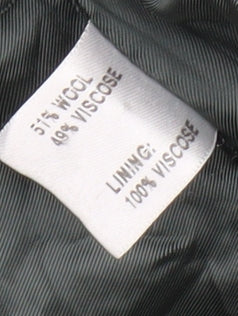 51% WOOL
49% VISCOSE
LINING:
100% VISCOSE